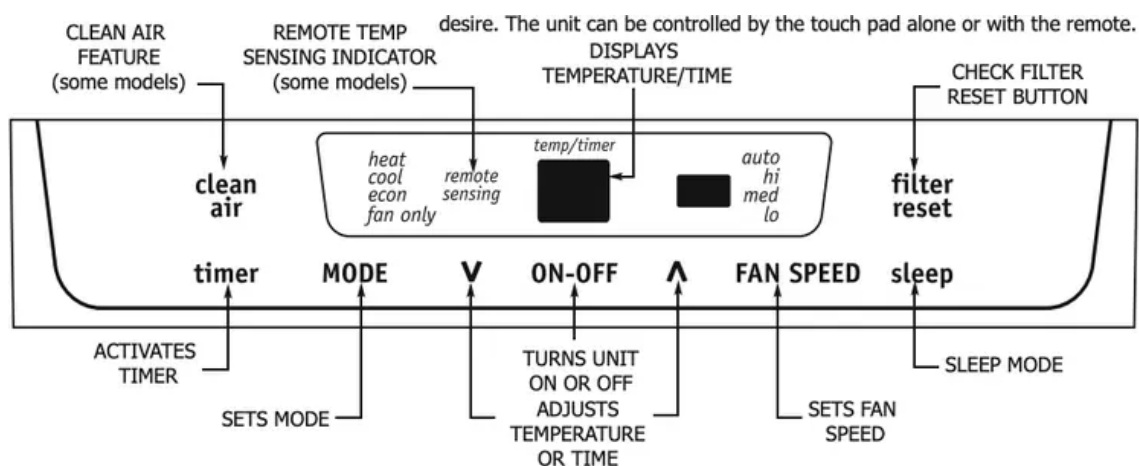 desire. The unit can be controlled by the touch pad alone or with the remote.
CLEAN AIR
FEATURE
(some models)
REMOTE TEMP
SENSING INDICATOR
(some models)
DISPLAYS
TEMPERATURE/TIME
CHECK FILTER
RESET BUTTON
clean
air
heat
cool
econ
fan only
remote
sensing
temp/timer
auto
hi
med
lo
filter
reset
timer
MODE
V
ON-OFF
Λ
FAN SPEED
sleep
ACTIVATES
TIMER
SETS MODE
TURNS UNIT
ON OR OFF
ADJUSTS
TEMPERATURE
OR TIME
SETS FAN
SPEED
SLEEP MODE